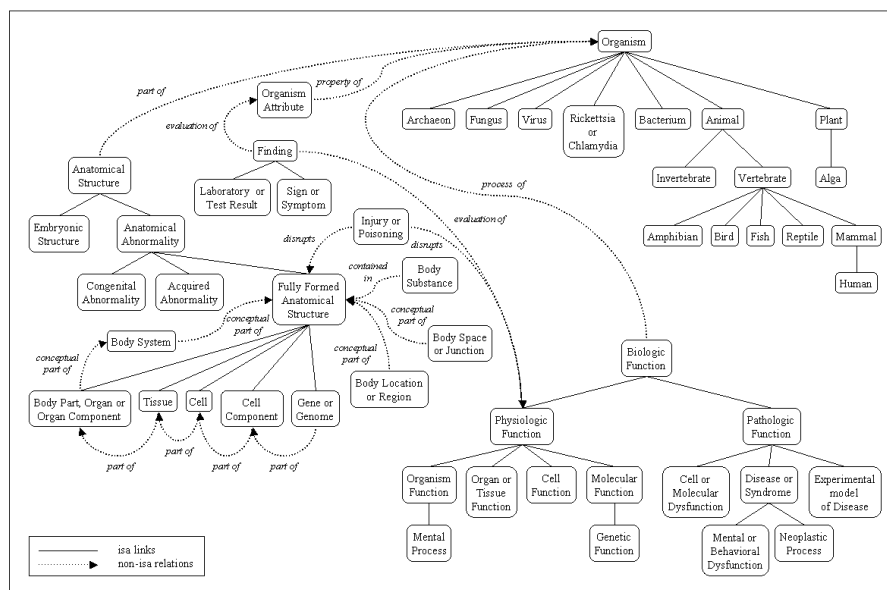 Organism
part of
property of
Organism
Attribute
evaluation of
Archaeon
Fungus
Virus
Rickettsia
or
Chlamydia
Bacterium
Animal
Plant
Finding
Anatomical
Structure
Laboratory or
Test Result
Sign or
Symptom
process of
Invertebrate
Vertebrate
Alga
Embryonic
Structure
Anatomical
Abnormality
Injury or
Poisoning
evaluation of
disrupts
disrupts
Amphibian
Bird
Fish
Reptile
Mammal
Human
Congenital
Abnormality
Acquired
Abnormality
Fully Formed
Anatomical
Structure
contained
in
Body
Substance
conceptual
part of
Body System
conceptual
part of
Body Space
or Junction
conceptual
part of
conceptual
part of
Body Location
or Region
Biologic
Function
Body Part, Organ or
Organ Component
Tissue
Cell
Cell
Component
Gene or
Genome
part of
part of
part of
part of
Physiologic
Function
Pathologic
Function
Organism
Function
Organ or
Tissue
Function
Cell
Function
Molecular
Function
Cell or
Molecular
Dysfunction
Disease or
Syndrome
Experimental
model
of Disease
Mental
Process
Genetic
Function
Mental or
Behavioral
Dysfunction
Neoplastic
Process
isa links
non-isa relations